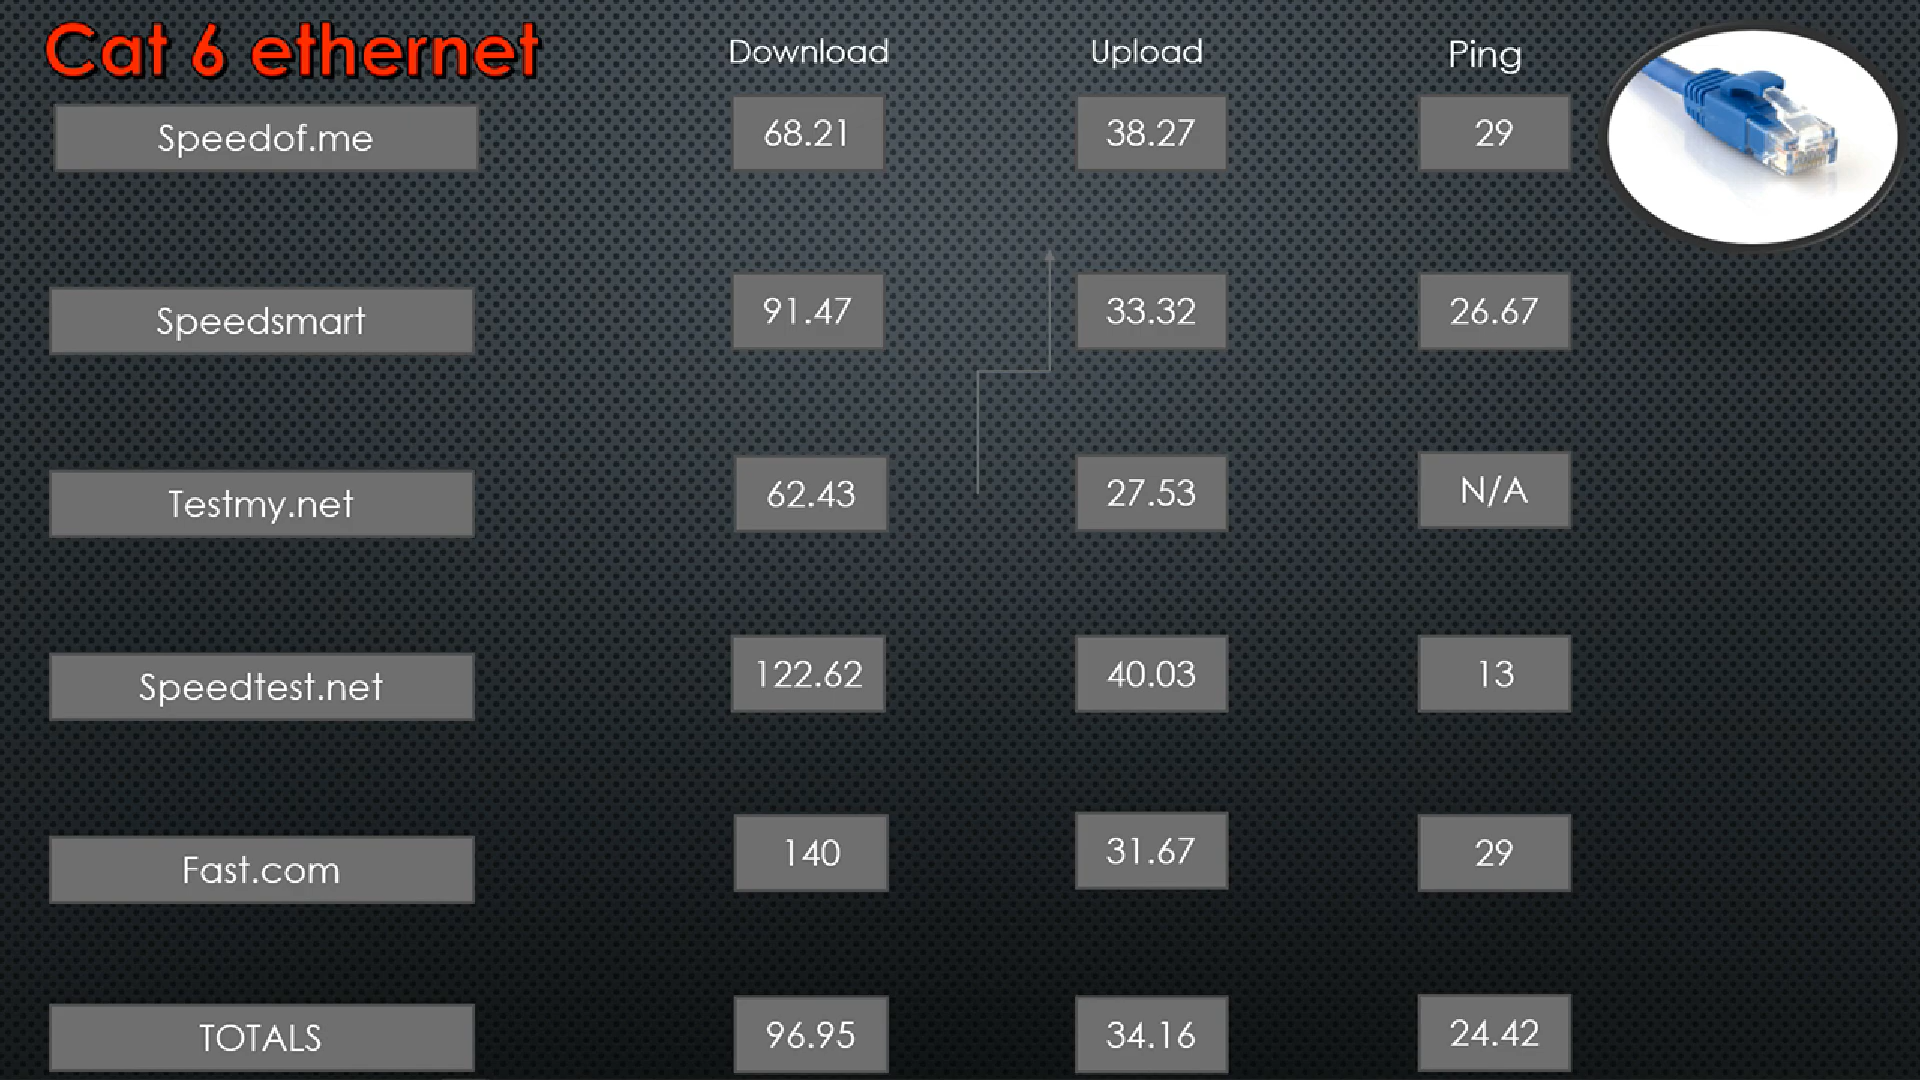 Cat 6 ethernet
Download Upload Ping
Speedof.me 68.21 38.27 29
Speedsmart 91.47 33.32 26.67
Testmy.net 62.43 27.53 N/A
Speedtest.net 122.62 40.03 13
Fast.com 140 31.67 29
TOTALS 96.95 34.16 24.42